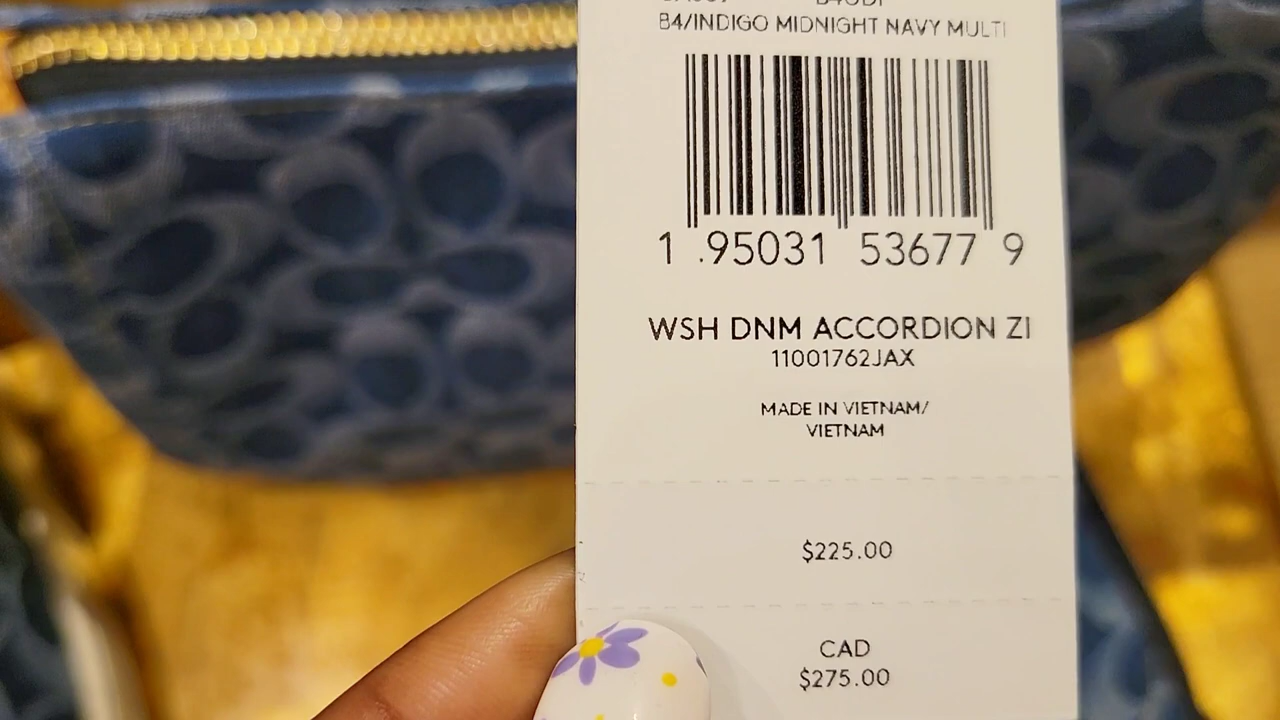 B4/INDIGO MIDNIGHT NAVY MULTI
1 95031 53677 9
WSH DNM ACCORDION ZI
11001762JAX
MADE IN VIETNAM/
VIETNAM
$225.00
CAD
$275.00